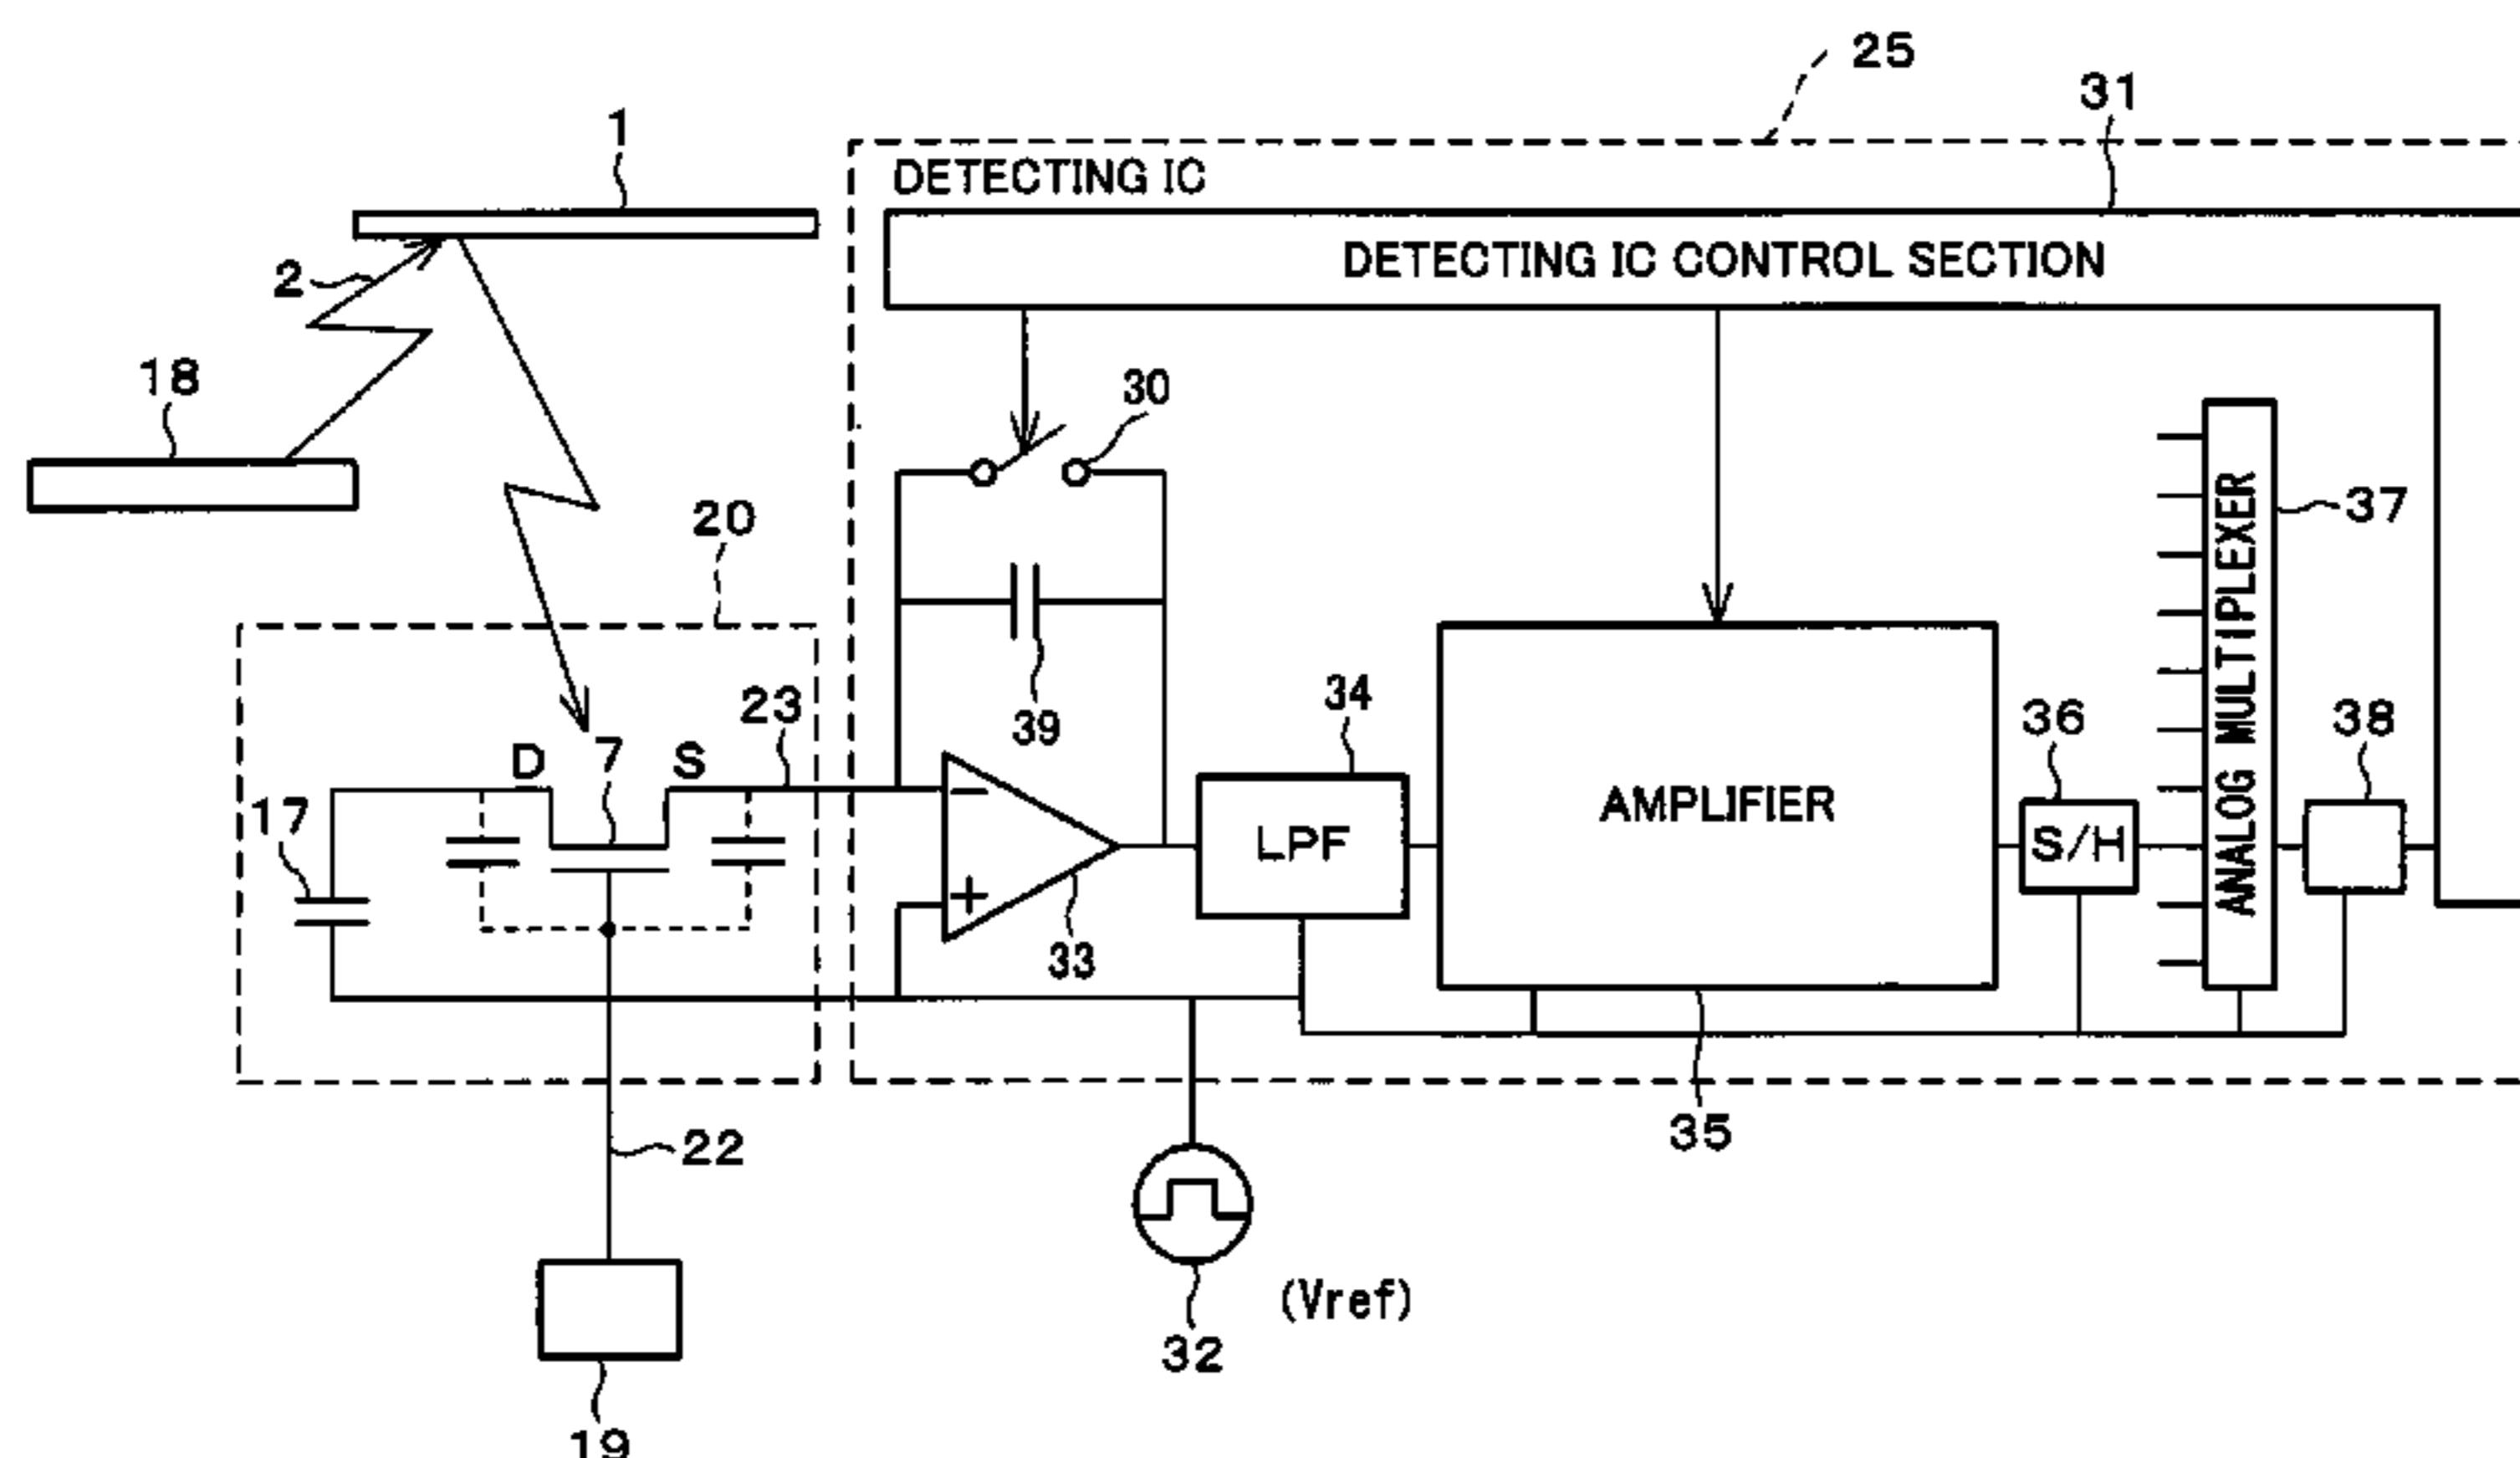 25
31
1
DETECTING IC
DETECTING IC CONTROL SECTION
2
18
30
20
37
ANALOG MULTIPLEXER
23
39
34
36
38
D
7
S
17
−
LPF
AMPLIFIER
S/H
+
33
22
35
(Vref)
32
19